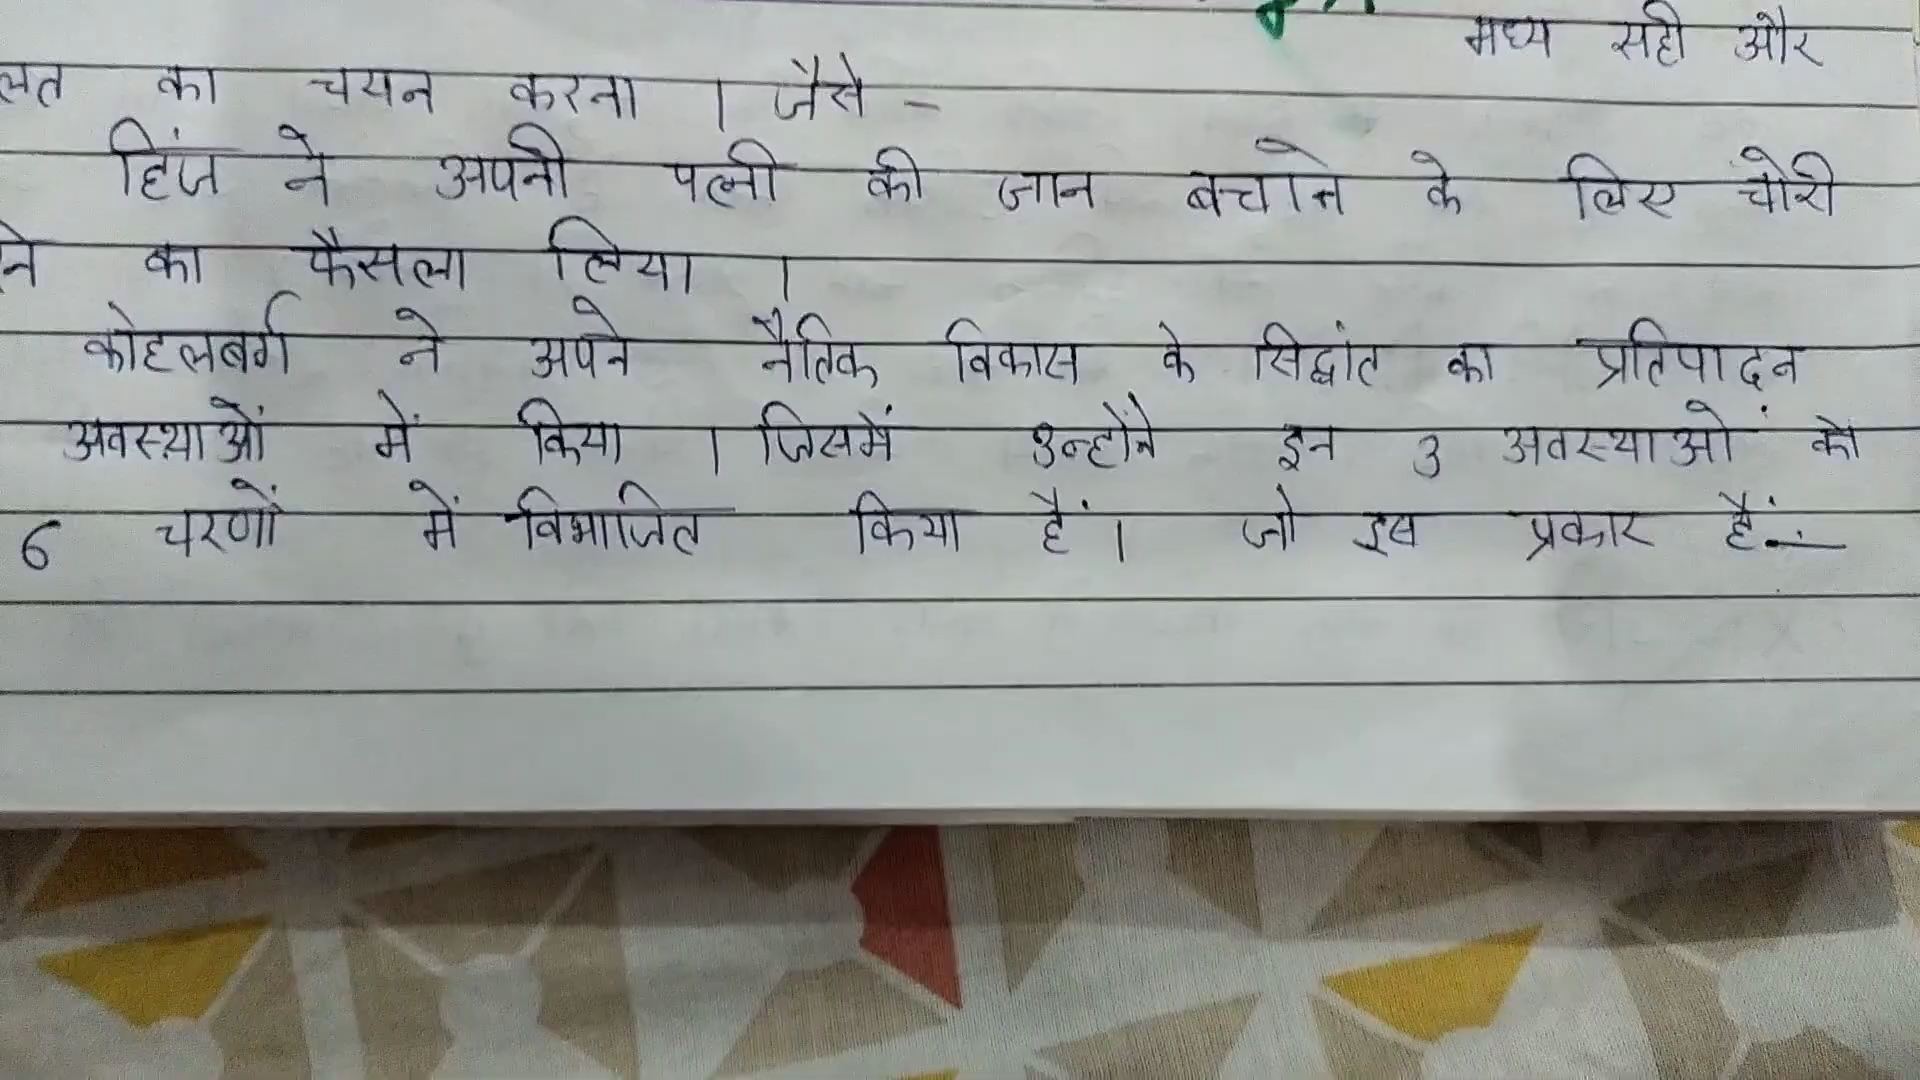 मध्य सही और
लत का चयन करना । जैसे -
हिंज ने अपनी पत्नी की जान बचाने के लिए चोरी
ने का फैसला लिया ।
कोहलबर्ग ने अपने नैतिक विकास के सिद्धांत का प्रतिपादन
अवस्थाओं में किया । जिसमें उन्होंने इन 3 अवस्थाओं को
6 चरणों में विभाजित किया हैं । जो इस प्रकार हैं:-